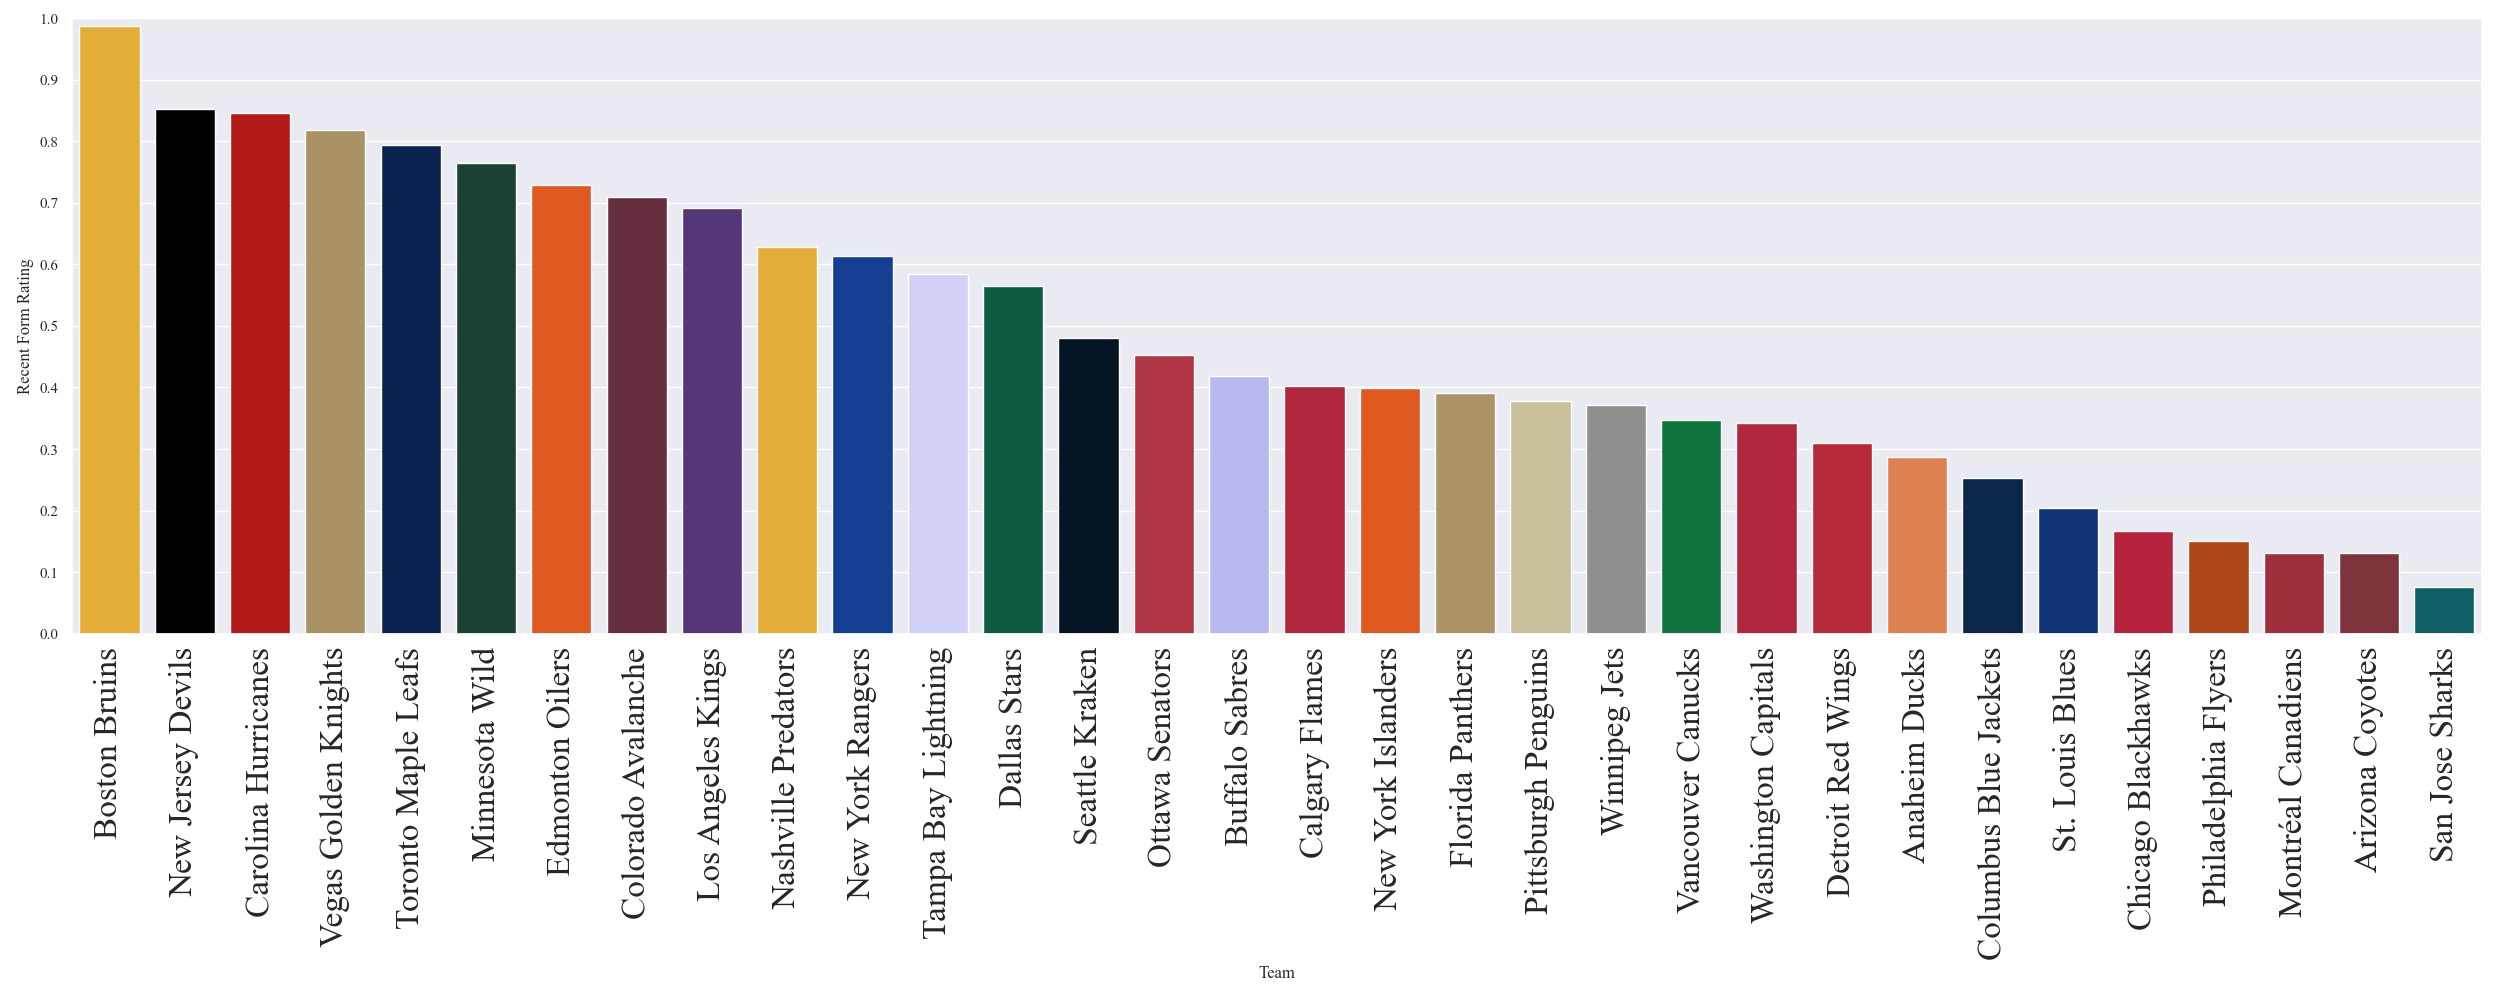 1.0
0.9
0.8
0.7
0.6
0.5
0.4
0.3
0.2
0.1
0.0
Recent Form Rating
Boston Bruins
New Jersey Devils
Carolina Hurricanes
Vegas Golden Knights
Toronto Maple Leafs
Minnesota Wild
Edmonton Oilers
Colorado Avalanche
Los Angeles Kings
Nashville Predators
New York Rangers
Tampa Bay Lightning
Dallas Stars
Seattle Kraken
Ottawa Senators
Buffalo Sabres
Calgary Flames
New York Islanders
Florida Panthers
Pittsburgh Penguins
Winnipeg Jets
Vancouver Canucks
Washington Capitals
Detroit Red Wings
Anaheim Ducks
Columbus Blue Jackets
St. Louis Blues
Chicago Blackhawks
Philadelphia Flyers
Montréal Canadiens
Arizona Coyotes
San Jose Sharks
Team